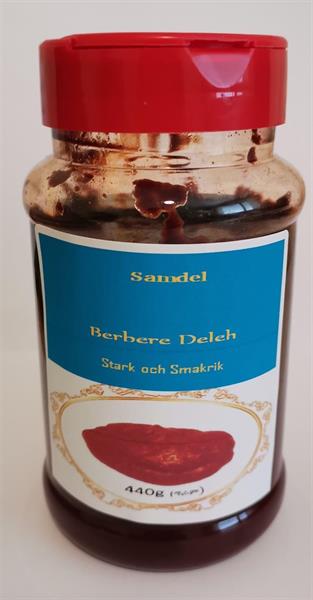 Samdel
Berbere Deleh
Stark och Smakrik
440g